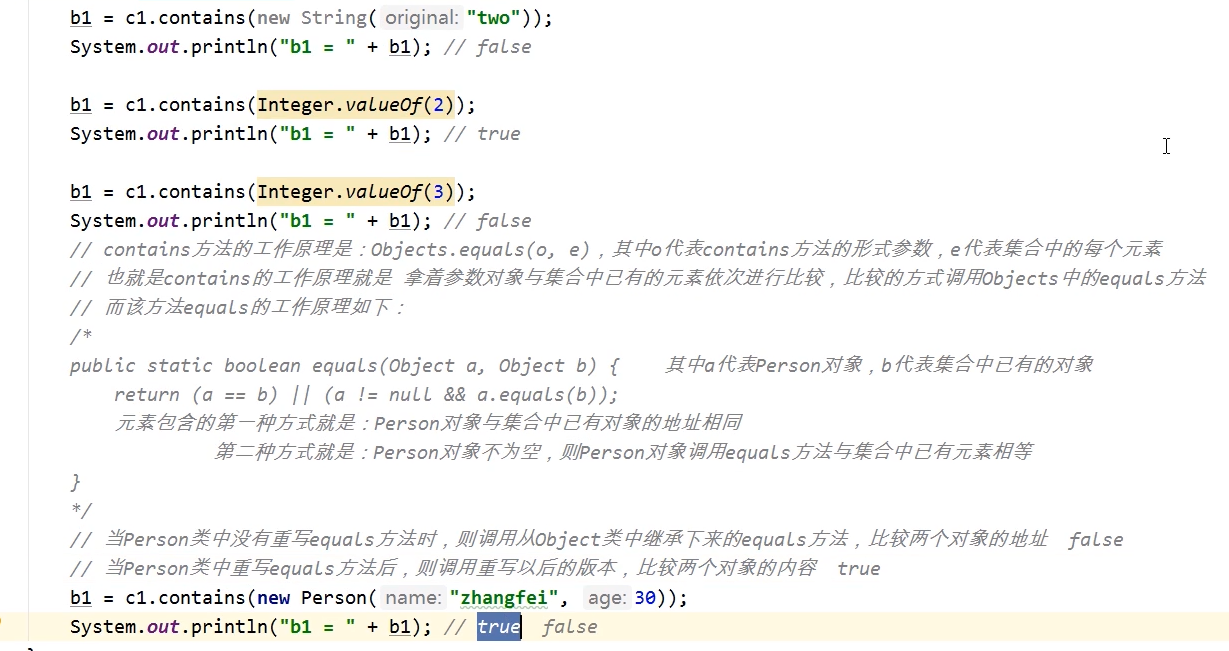 b1 = c1.contains(new String( original: "two"));
System.out.println("b1 = " + b1); // false
b1 = c1.contains(Integer.valueOf(2));
System.out.println("b1 = " + b1); // true
b1 = c1.contains(Integer.valueOf(3));
System.out.println("b1 = " + b1); // false
// contains方法的工作原理是：Objects.equals(o, e)，其中o代表contains方法的形式参数，e代表集合中的每个元素
// 也就是contains的工作原理就是 拿着参数对象与集合中已有的元素依次进行比较，比较的方式调用Objects中的equals方法
// 而该方法equals的工作原理如下：
/*
public static boolean equals(Object a, Object b) {    其中a代表Person对象，b代表集合中已有的对象
    return (a == b) || (a != null && a.equals(b));
    元素包含的第一种方式就是：Person对象与集合中已有对象的地址相同
             第二种方式就是：Person对象不为空，则Person对象调用equals方法与集合中已有元素相等
}
*/
// 当Person类中没有重写equals方法时，则调用从Object类中继承下来的equals方法，比较两个对象的地址  false
// 当Person类中重写equals方法后，则调用重写以后的版本，比较两个对象的内容  true
b1 = c1.contains(new Person( name: "zhangfei", age: 30));
System.out.println("b1 = " + b1); // true  false